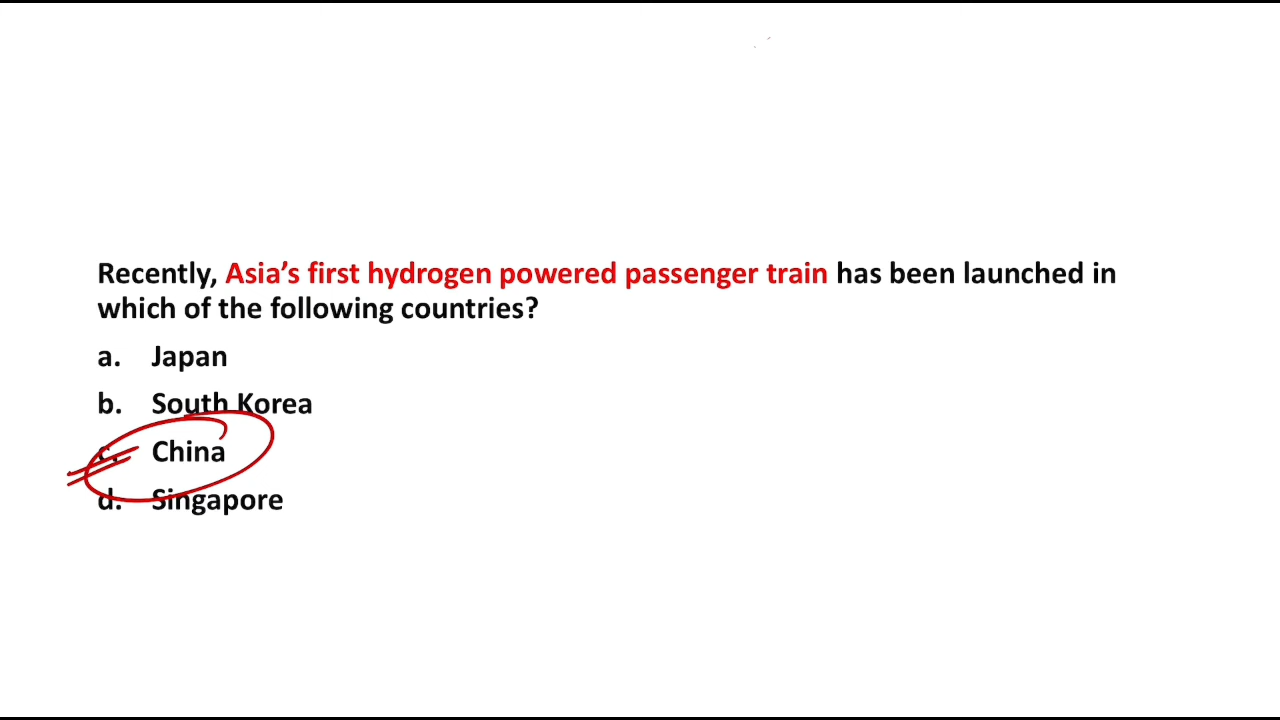 Recently, Asia’s first hydrogen powered passenger train has been launched in
which of the following countries?
a. Japan
b. South Korea
c. China
d. Singapore